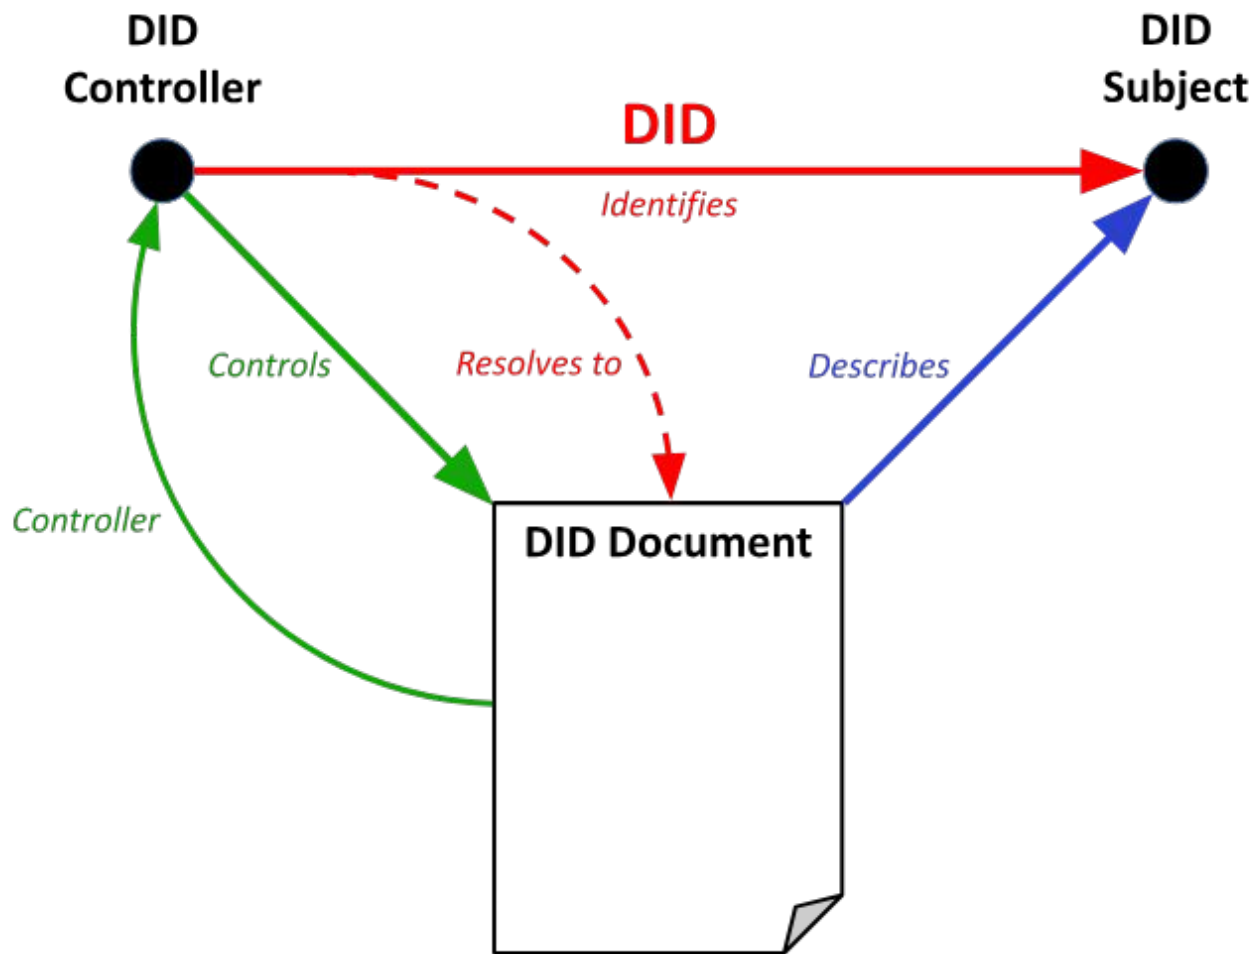 DID
Controller
DID
Subject
DID
Identifies
Controls
Resolves to
Describes
Controller
DID Document